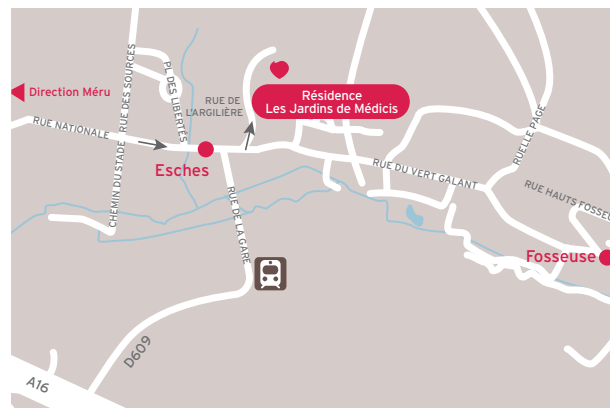 Direction Méru
RUE NATIONALE
CHEMIN DU STADE
RUE DES SOURCES
PL DES LIBERTÉS
RUE DE
L'ARGILIÈRE
Résidence
Les Jardins de Médicis
Esches
RUE DE LA GARE
RUE DU VERT GALANT
RUELLE PAGE
RUE HAUTS FOSSEU
Fosseuse
D609
A16